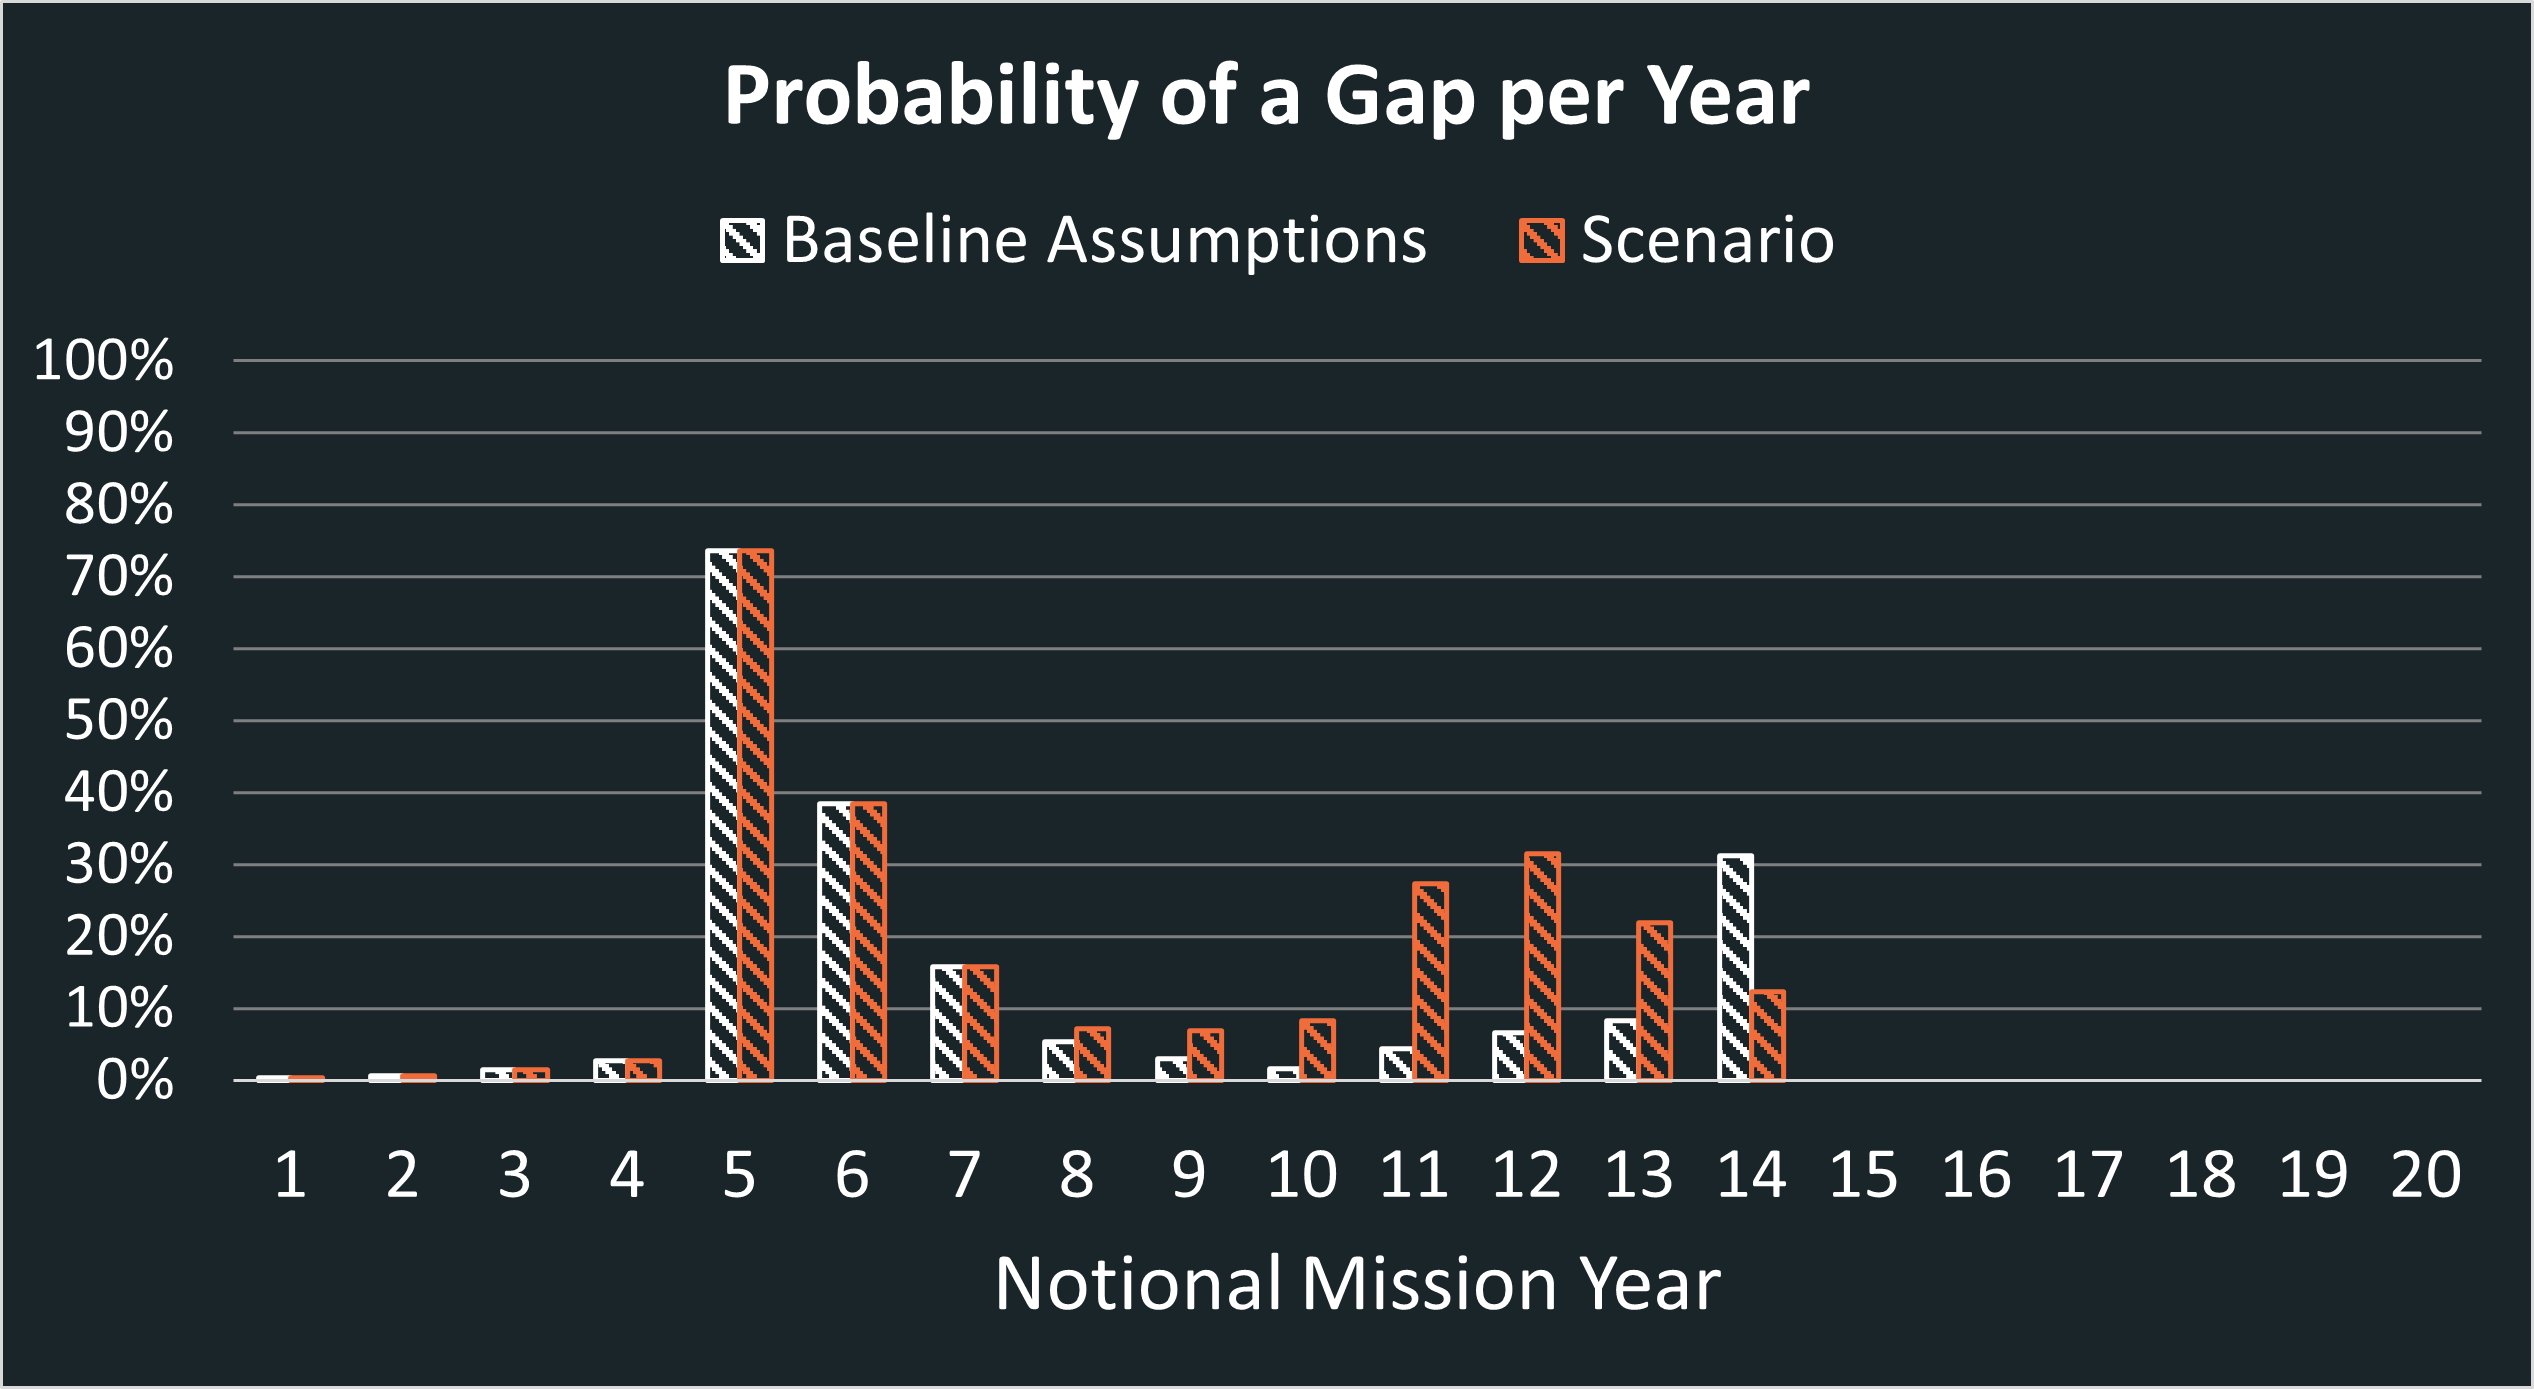 Probability of a Gap per Year
Baseline Assumptions Scenario
100%
90%
80%
70%
60%
50%
40%
30%
20%
10%
0%
1 2 3 4 5 6 7 8 9 10 11 12 13 14 15 16 17 18 19 20
Notional Mission Year